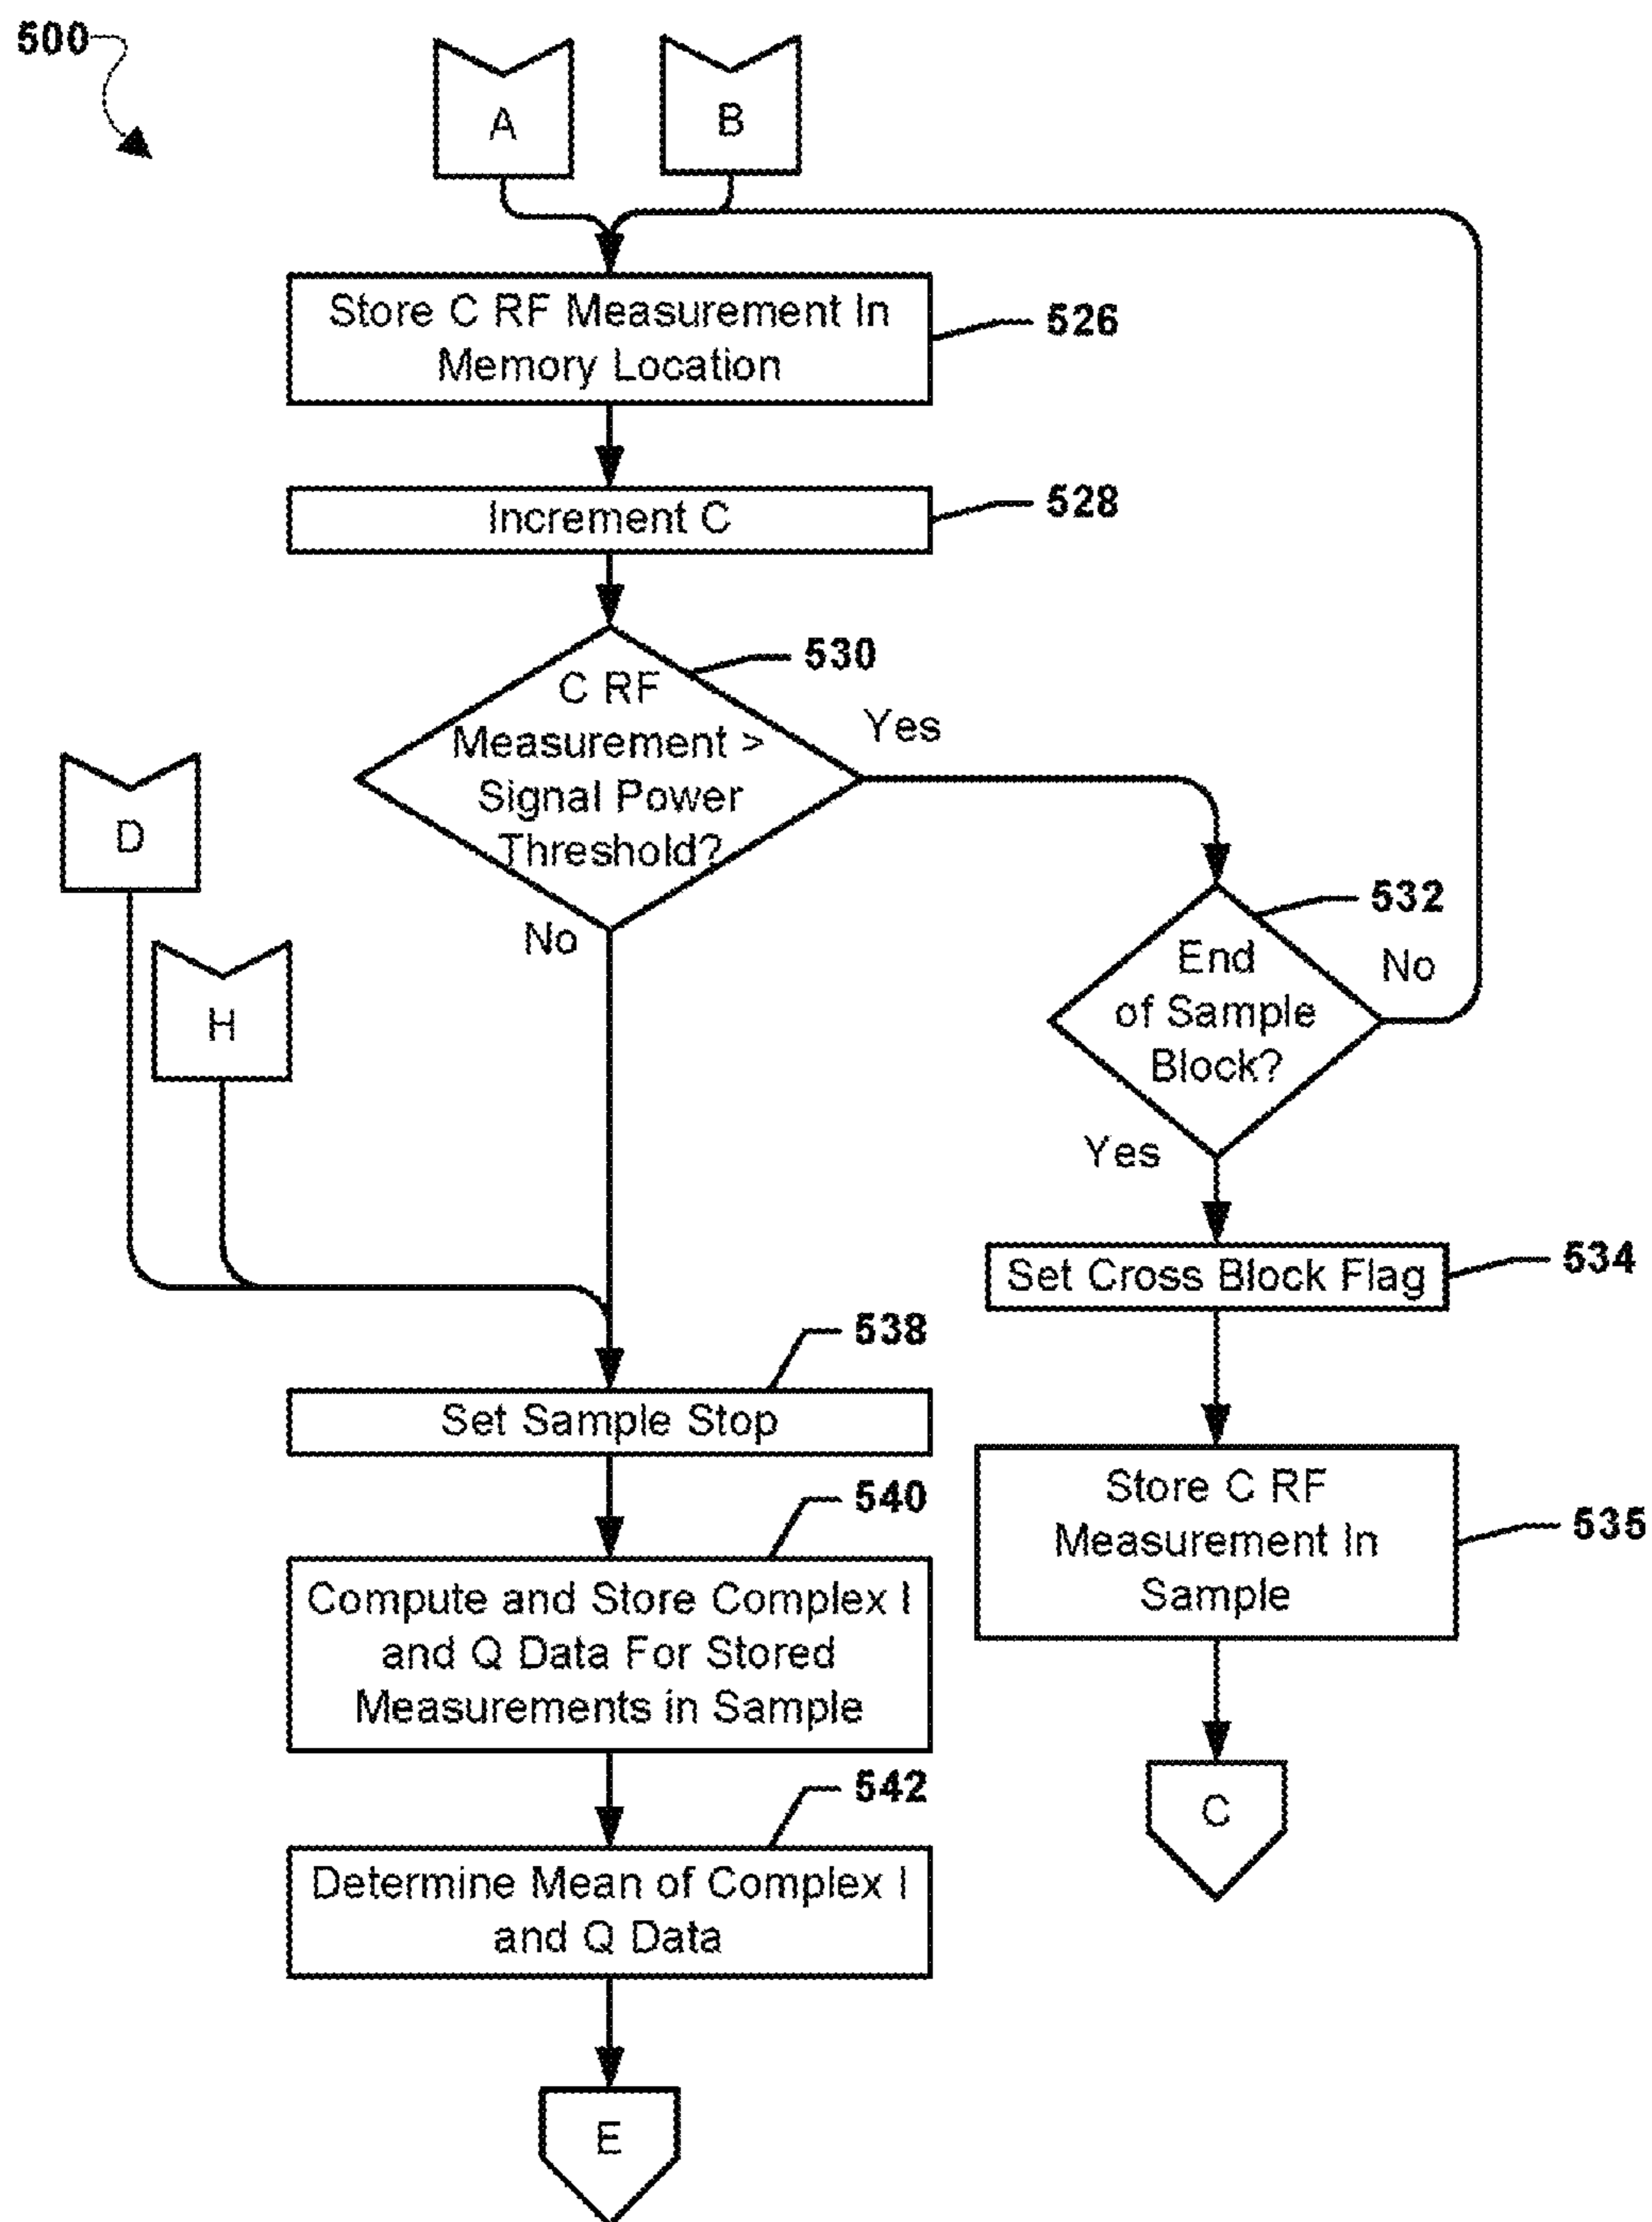 500
A
B
Store C RF Measurement In
Memory Location
526
Increment C
528
530
C RF
Measurement >
Signal Power
Threshold?
Yes
No
D
H
532
End
of Sample
Block?
No
Yes
Set Cross Block Flag
534
538
Set Sample Stop
Store C RF
Measurement In
Sample
535
540
Compute and Store Complex I
and Q Data For Stored
Measurements in Sample
C
542
Determine Mean of Complex I
and Q Data
E